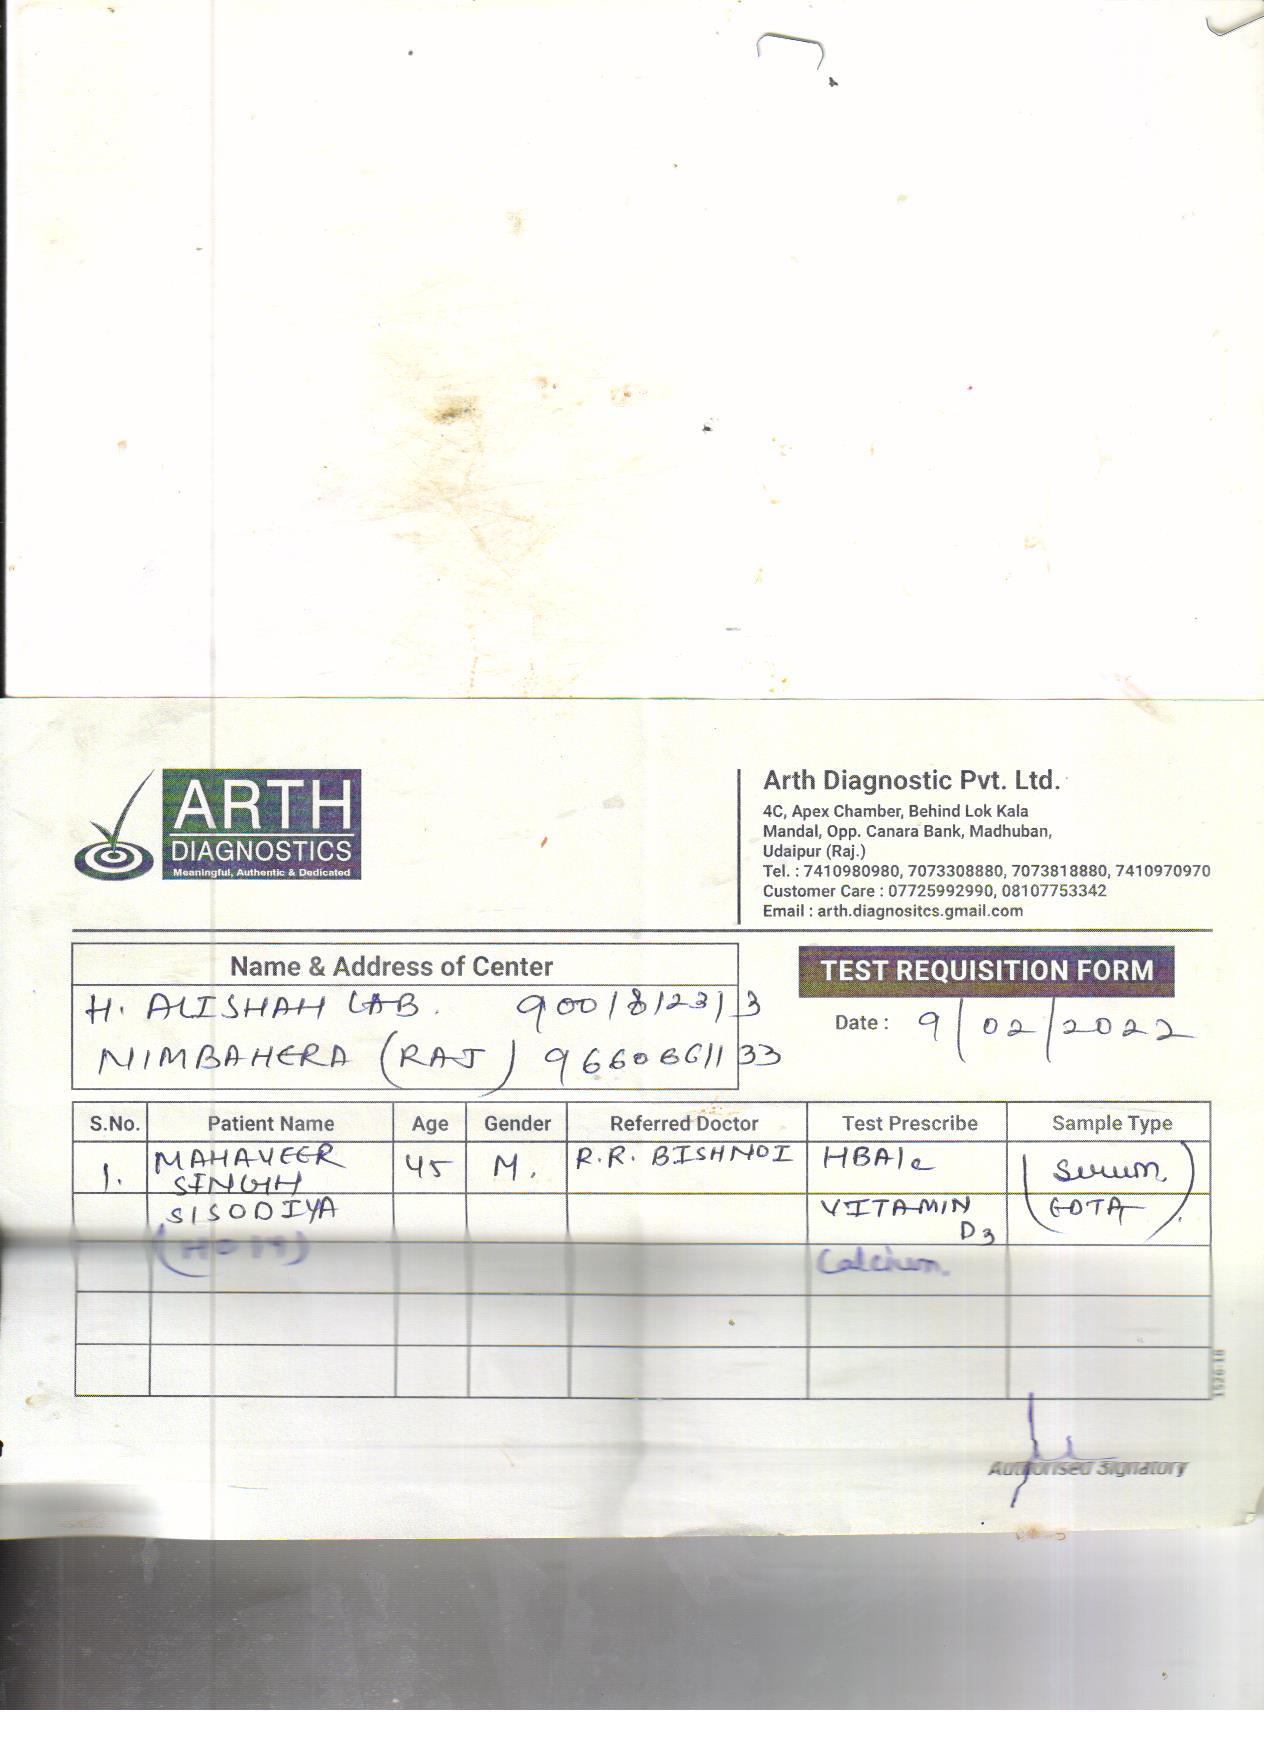 ARTH
DIAGNOSTICS
Meaningful, Authentic & Dedicated
Arth Diagnostic Pvt. Ltd.
4C, Apex Chamber, Behind Lok Kala
Mandal, Opp. Canara Bank, Madhuban,
Udaipur (Raj.)
Tel. : 7410980980, 7073308880, 7073818880, 7410970970
Customer Care : 07725992990, 08107753342
Email : arth.diagnositcs.gmail.com
Name & Address of Center
H. ALISHAH LAB. 9001812313
NIMBAHERA (RAJ) 9660661133
TEST REQUISITION FORM
Date : 9/02/2022
S.No. Patient Name Age Gender Referred Doctor Test Prescribe Sample Type
1. MAHAVEER SINGH 45 M. R.R. BISHNOI HBA1c (Serum,
SISODIYA VITAMIN D3 EDTA)
Calcium.
1526-18
Authorised Signatory